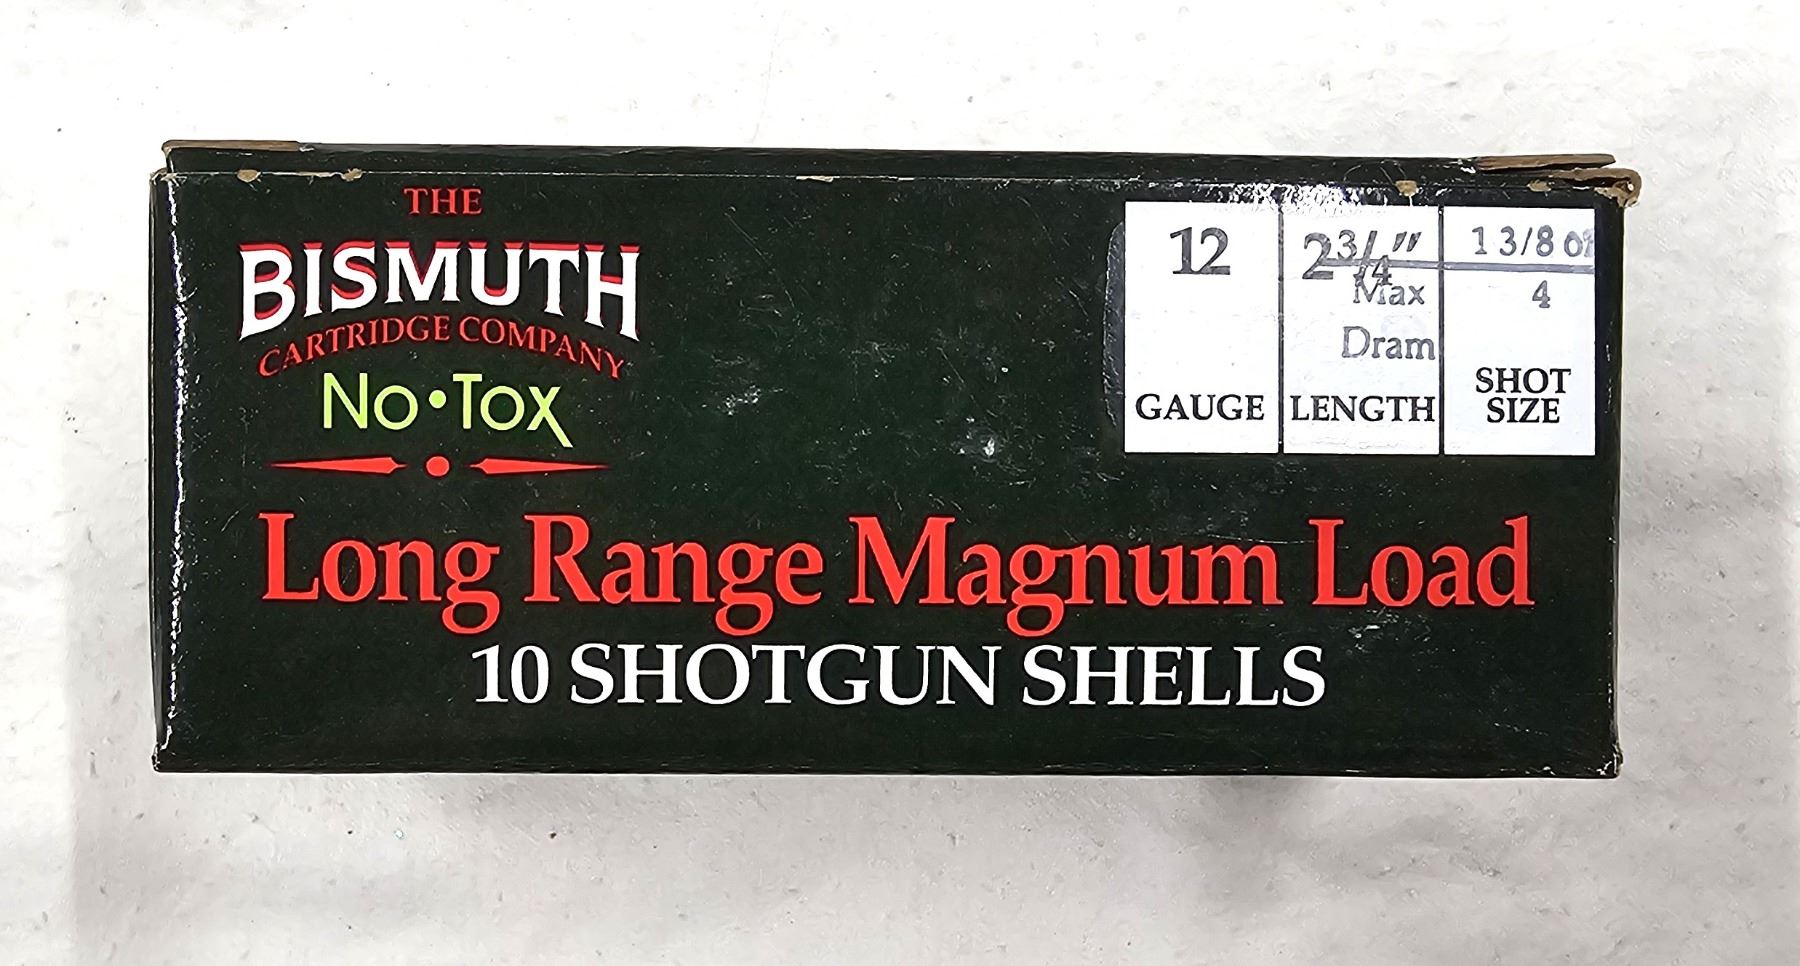 THE
BISMUTH
CARTRIDGE COMPANY
No•Tox
12
GAUGE
2 3/4"
Max
Dram
LENGTH
1 3/8
4
SHOT
SIZE
Long Range Magnum Load
10 SHOTGUN SHELLS